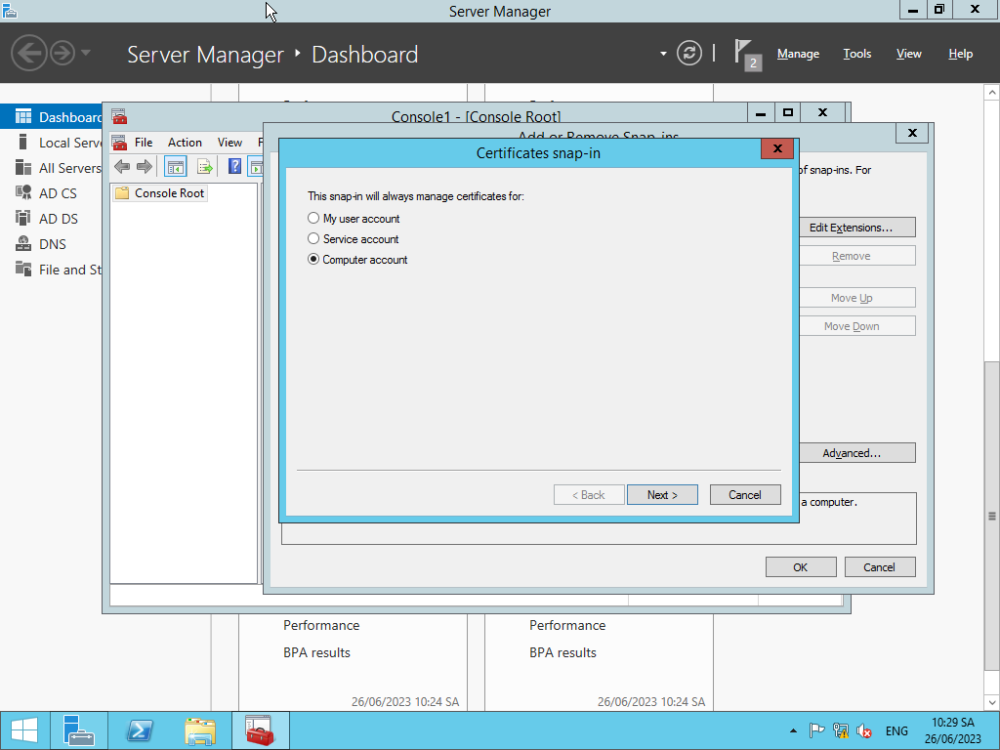 Server Manager
Server Manager
Dashboard
2
Manage
Tools
View
Help
Dashboard
Local Serve
All Servers
AD CS
AD DS
DNS
File and St
Console1 - [Console Root]
File
Action
View
Console Root
Add or Remove Snap-ins
of snap-ins. For
Edit Extensions...
Remove
Move Up
Move Down
Advanced...
a computer.
OK
Cancel
Certificates snap-in
This snap-in will always manage certificates for:
My user account
Service account
Computer account
< Back
Next >
Cancel
Performance
Performance
BPA results
BPA results
26/06/2023 10:24 SA
26/06/2023 10:24 SA
ENG
10:29 SA
26/06/2023